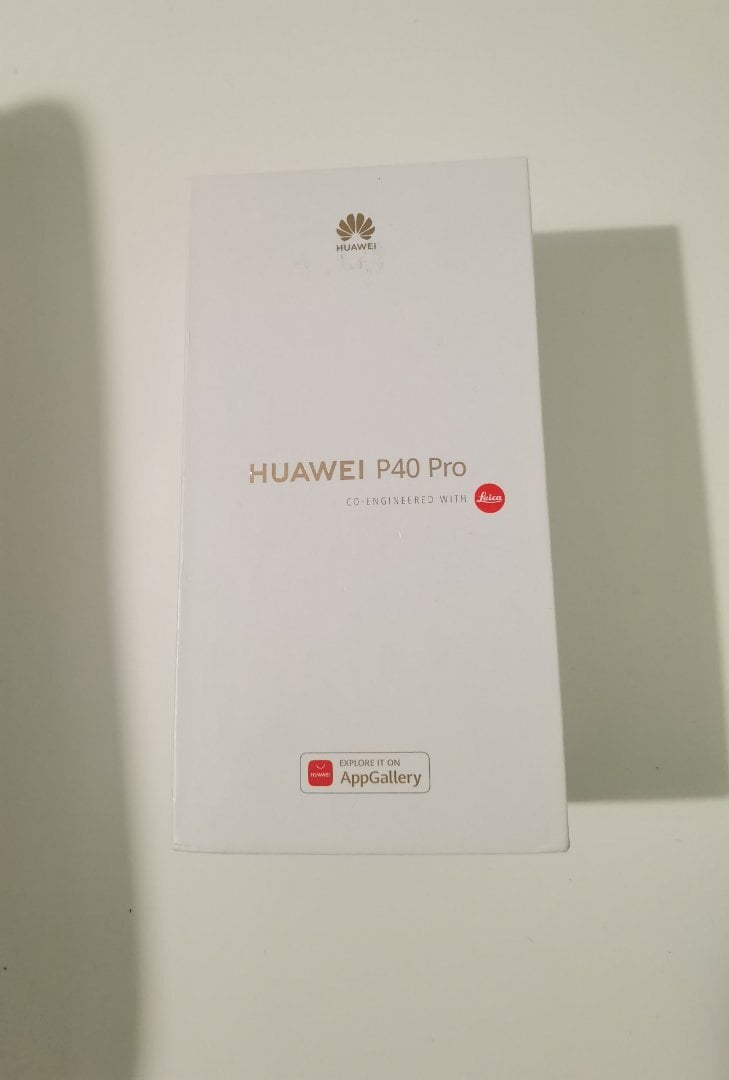 HUAWEI
HUAWEI P40 Pro
CO-ENGINEERED WITH Leica
EXPLORE IT ON
HUAWEI AppGallery